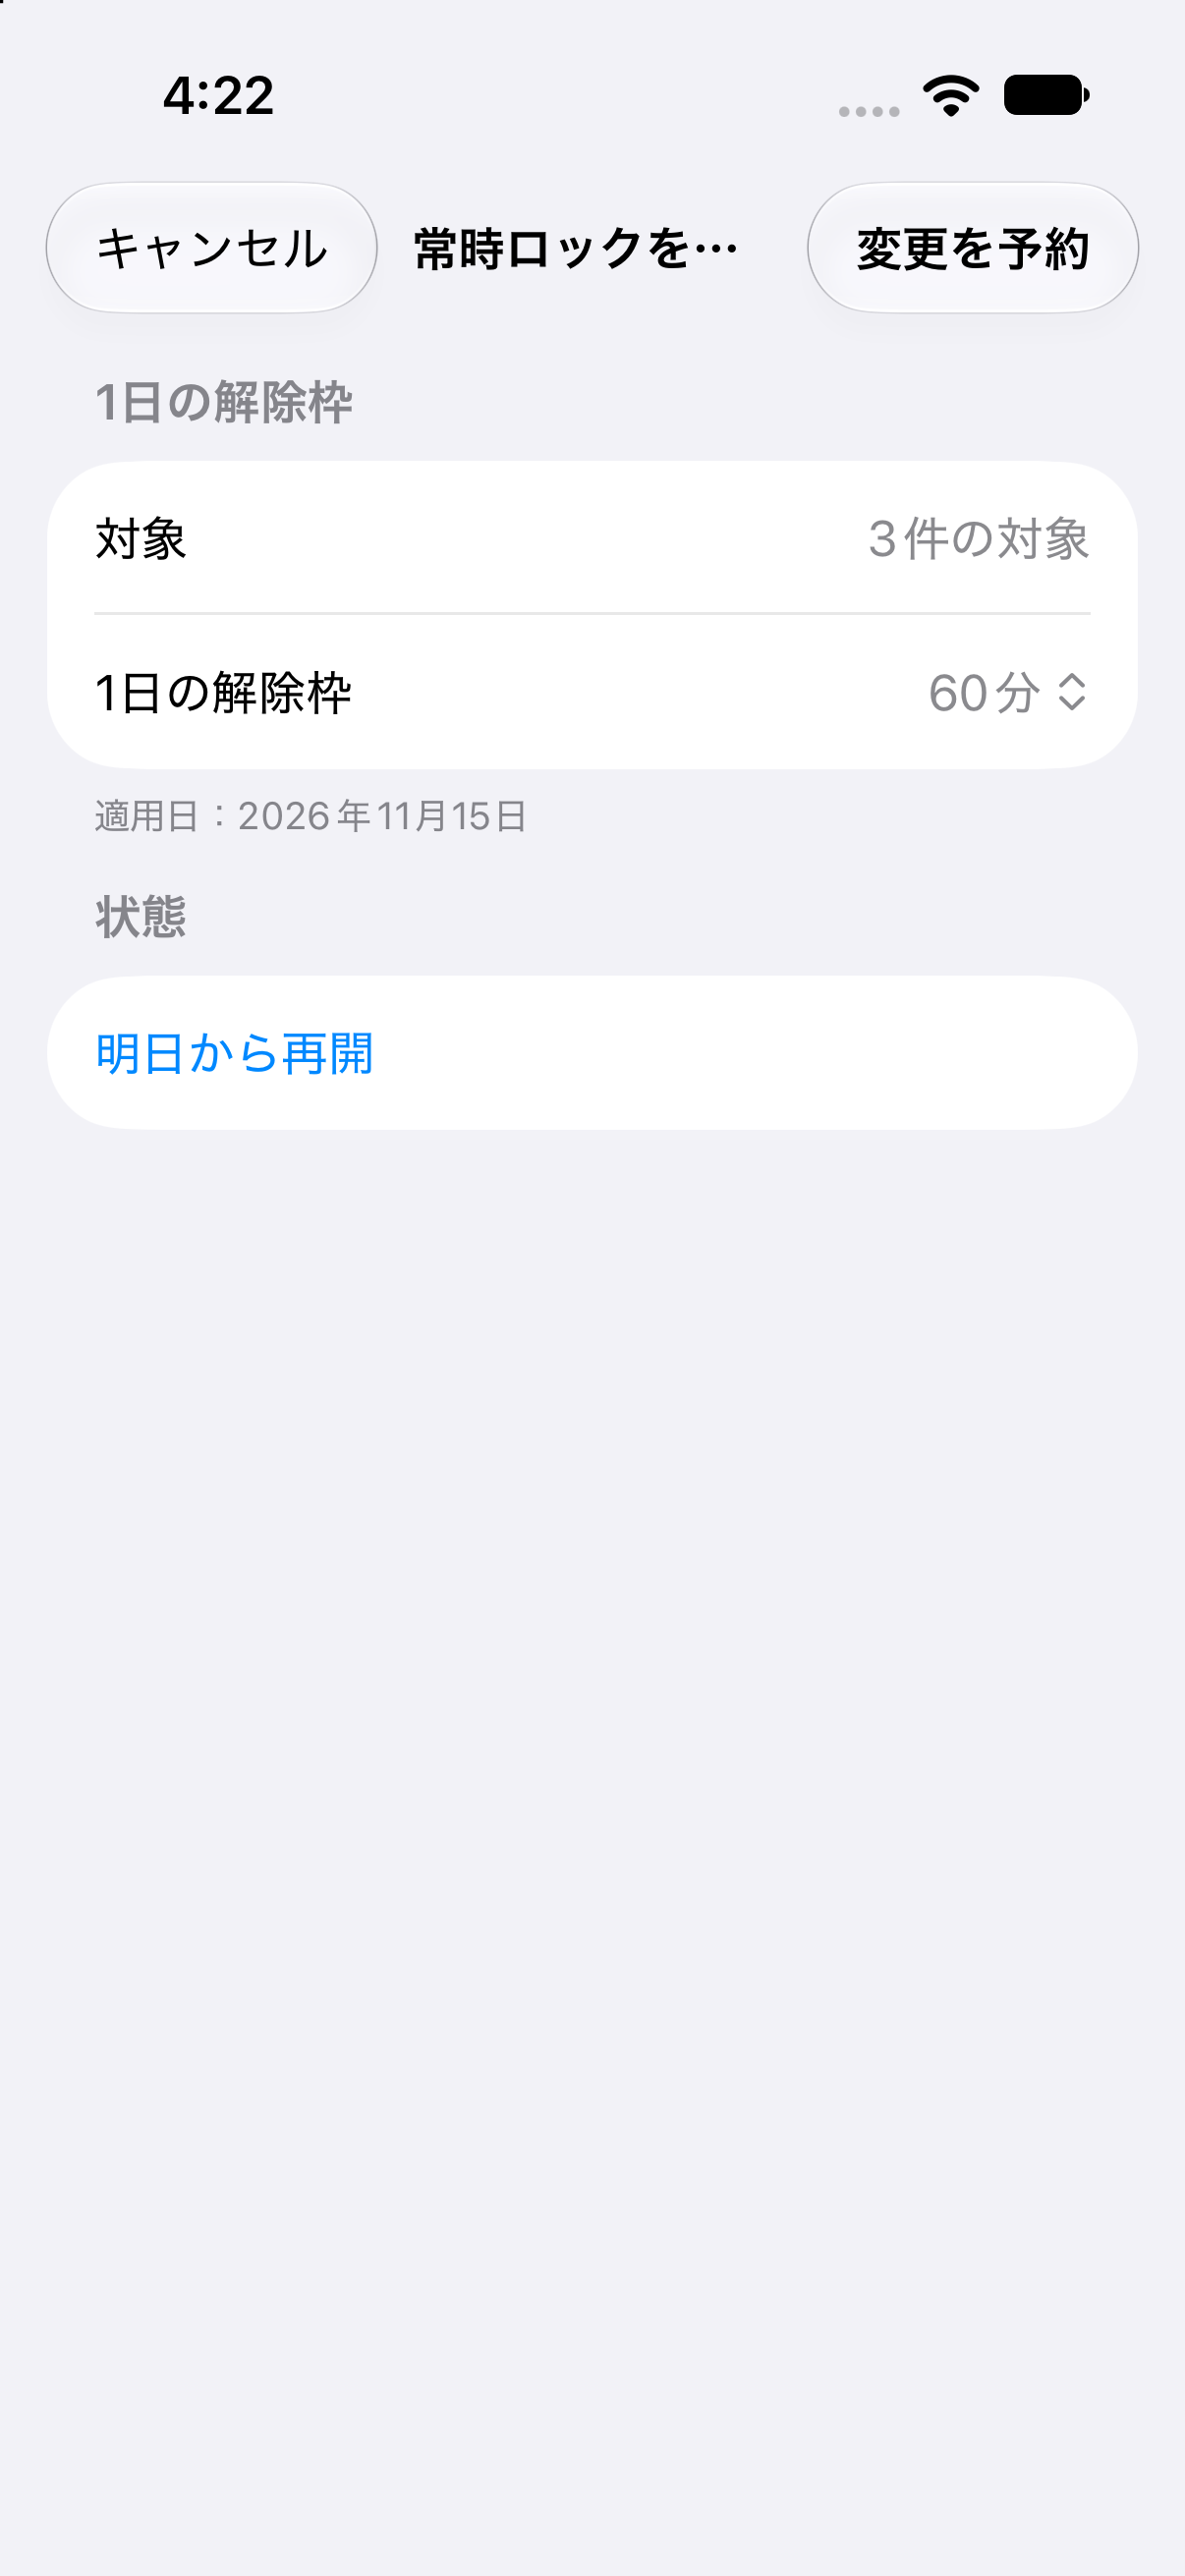 4:22
キャンセル
常時ロックを…
変更を予約
1日の解除枠
対象
3件の対象
1日の解除枠
60分
適用日：2026年11月15日
状態
明日から再開